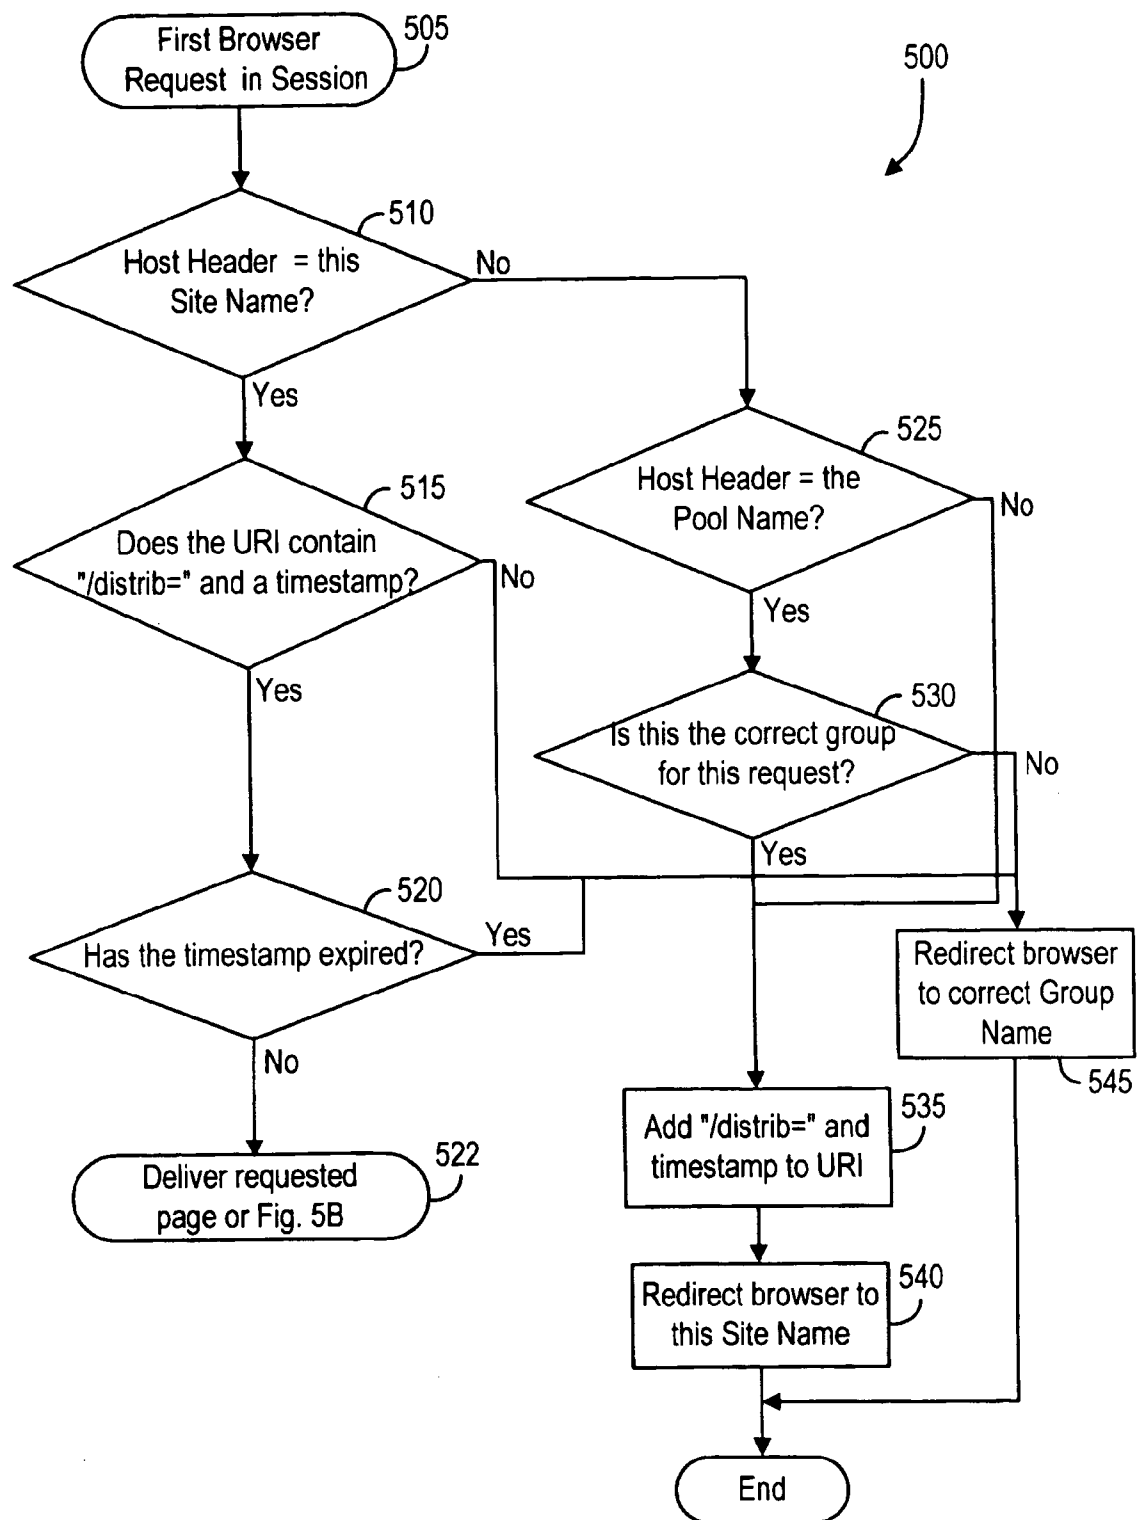 First Browser
Request in Session
505
500
510
Host Header = this
Site Name?
No
Yes
525
Host Header = the
Pool Name?
No
Yes
515
Does the URI contain
"/distrib=" and a timestamp?
No
Yes
530
Is this the correct group
for this request?
No
Yes
520
Has the timestamp expired?
Yes
No
Redirect browser
to correct Group
Name
545
Add "/distrib=" and
timestamp to URI
535
Deliver requested
page or Fig. 5B
522
Redirect browser to
this Site Name
540
End